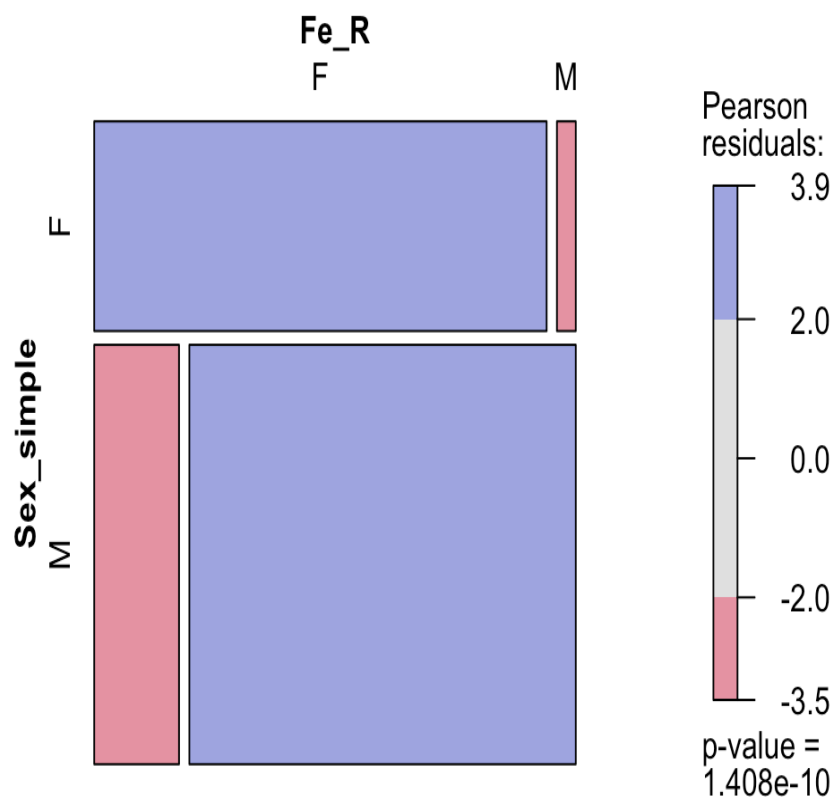 Fe_R
F M
Pearson
residuals:
3.9
2.0
0.0
-2.0
-3.5
p-value =
1.408e-10
Sex_simple
F
M